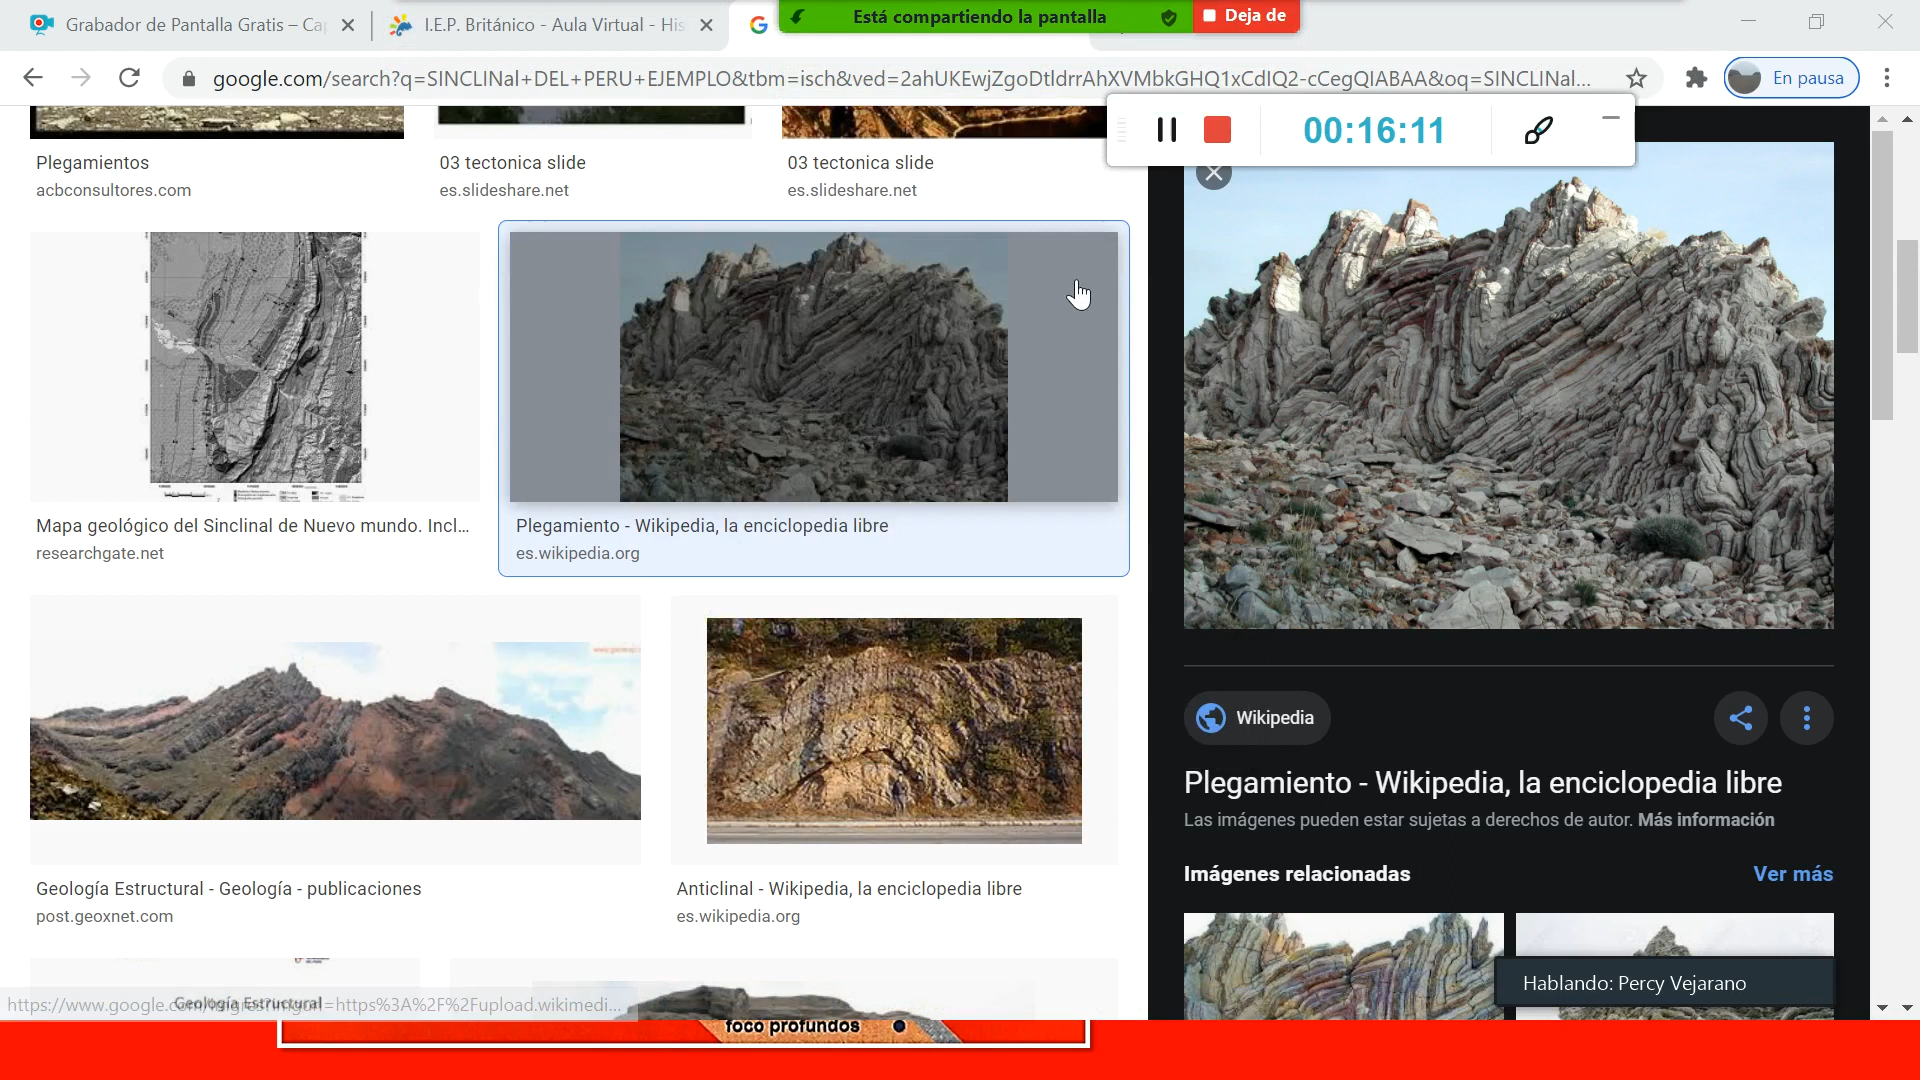 Grabador de Pantalla Gratis – Ca
I.E.P. Británico - Aula Virtual - His
Está compartiendo la pantalla
Deja de
google.com/search?q=SINCLINal+DEL+PERU+EJEMPLO&tbm=isch&ved=2ahUKEwjZgoDtldrrAhXVMbkGHQ1xCdIQ2-cCegQIABAA&oq=SINCLINal...
En pausa
00:16:11
Plegamientos
acbconsultores.com
03 tectonica slide
es.slideshare.net
03 tectonica slide
es.slideshare.net
Mapa geológico del Sinclinal de Nuevo mundo. Incl...
researchgate.net
Plegamiento - Wikipedia, la enciclopedia libre
es.wikipedia.org
Geología Estructural - Geología - publicaciones
post.geoxnet.com
Anticlinal - Wikipedia, la enciclopedia libre
es.wikipedia.org
Wikipedia
Plegamiento - Wikipedia, la enciclopedia libre
Las imágenes pueden estar sujetas a derechos de autor. Más información
Imágenes relacionadas
Ver más
Hablando: Percy Vejarano
Geología Estructural
foco profundos